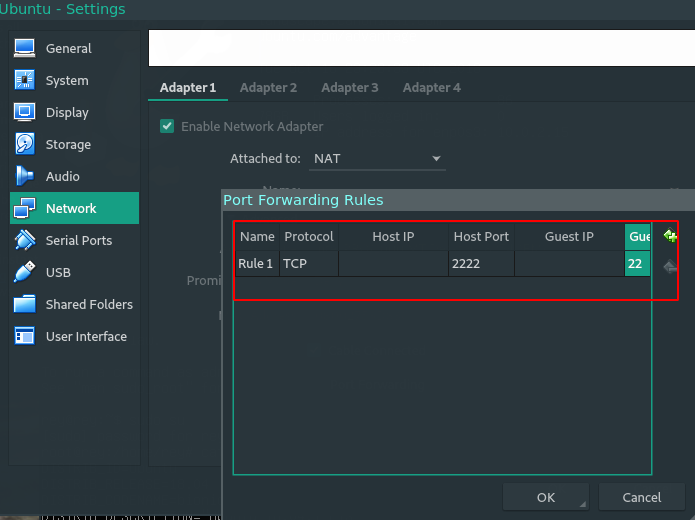 Ubuntu - Settings
General
System
Display
Storage
Audio
Network
Serial Ports
USB
Shared Folders
User Interface
Adapter 1 Adapter 2 Adapter 3 Adapter 4
Enable Network Adapter
Attached to: NAT
Promi
Port Forwarding Rules
Name Protocol Host IP Host Port Guest IP Gue
Rule 1 TCP 2222 22
OK Cancel